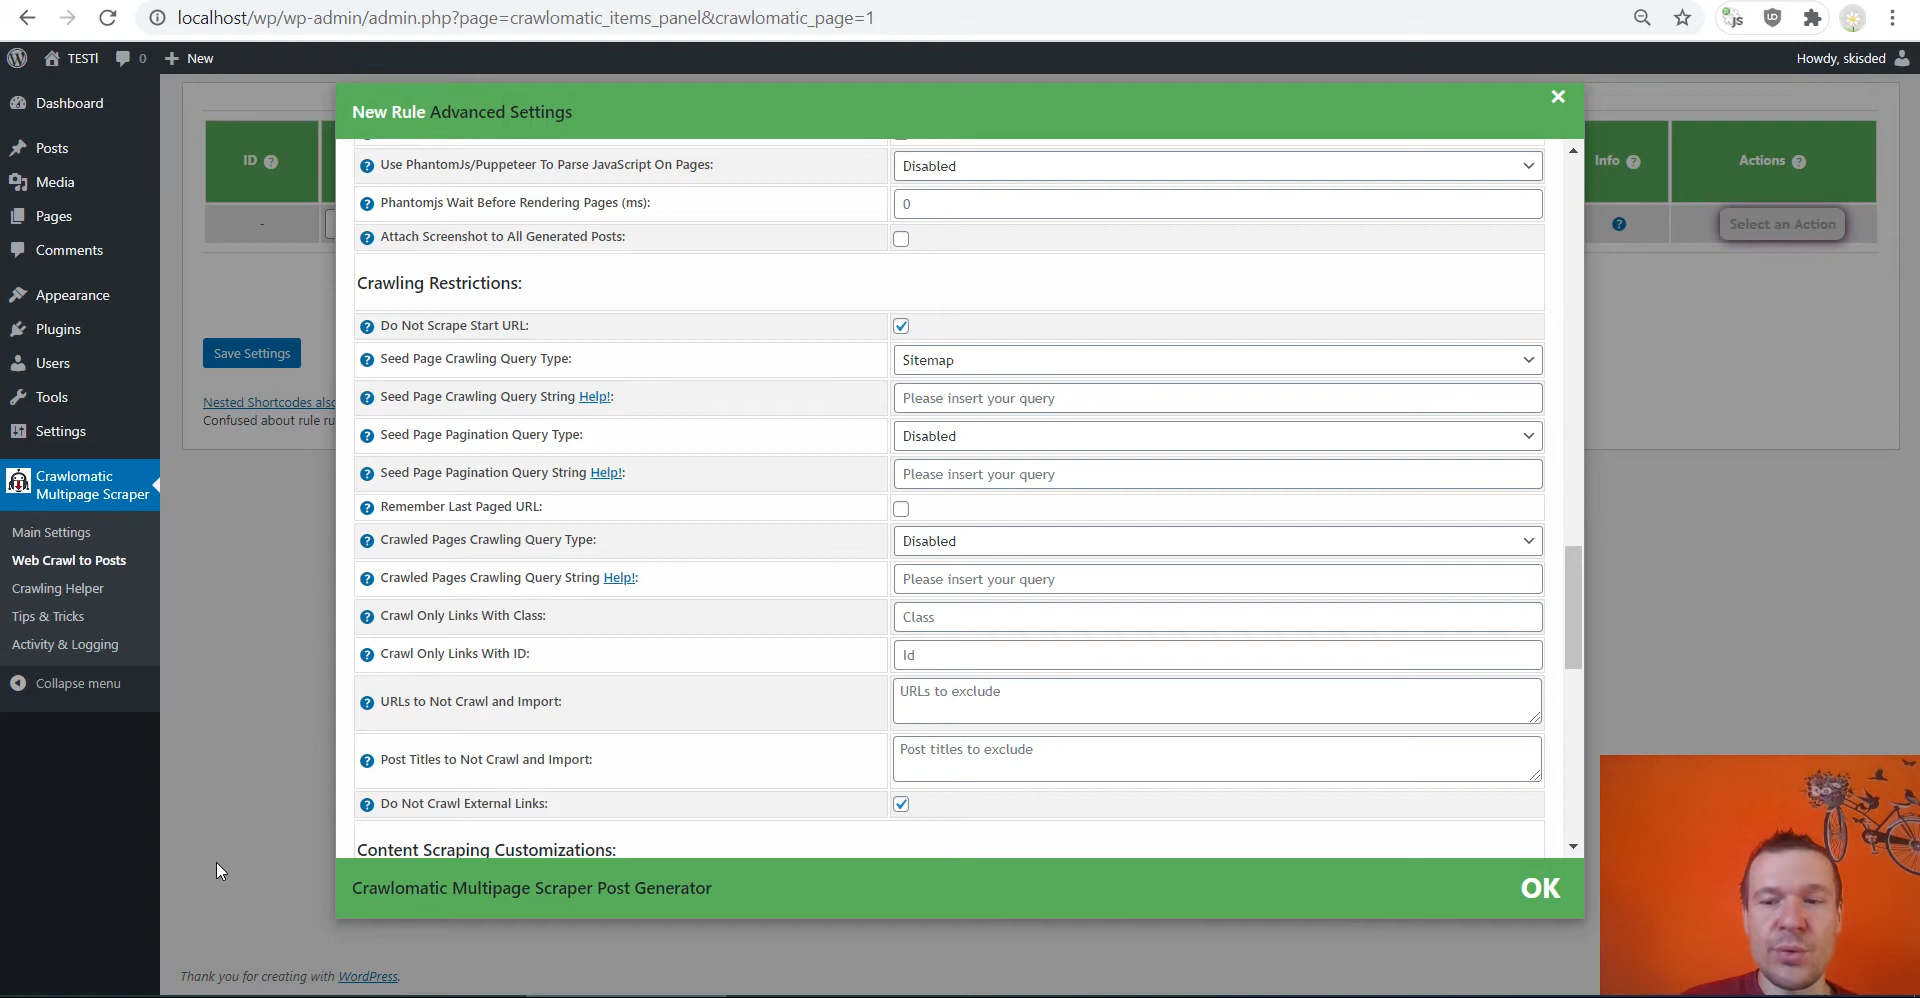 localhost/wp/wp-admin/admin.php?page=crawlomatic_items_panel&crawlomatic_page=1
TESTl
0
New
Howdy, skisded
Dashboard
Posts
Media
Pages
Comments
Appearance
Plugins
Users
Tools
Settings
Crawlomatic
Multipage Scraper
Main Settings
Web Crawl to Posts
Crawling Helper
Tips & Tricks
Activity & Logging
Collapse menu
ID
-
Save Settings
Nested Shortcodes also
Confused about rule ru
New Rule Advanced Settings
Use PhantomJs/Puppeteer To Parse JavaScript On Pages:
Disabled
Phantomjs Wait Before Rendering Pages (ms):
0
Attach Screenshot to All Generated Posts:
Crawling Restrictions:
Do Not Scrape Start URL:
Seed Page Crawling Query Type:
Sitemap
Seed Page Crawling Query String Help!:
Please insert your query
Seed Page Pagination Query Type:
Disabled
Seed Page Pagination Query String Help!:
Please insert your query
Remember Last Paged URL:
Crawled Pages Crawling Query Type:
Disabled
Crawled Pages Crawling Query String Help!:
Please insert your query
Crawl Only Links With Class:
Class
Crawl Only Links With ID:
Id
URLs to Not Crawl and Import:
URLs to exclude
Post Titles to Not Crawl and Import:
Post titles to exclude
Do Not Crawl External Links:
Content Scraping Customizations:
Crawlomatic Multipage Scraper Post Generator
OK
Info
Actions
Select an Action
Thank you for creating with WordPress.